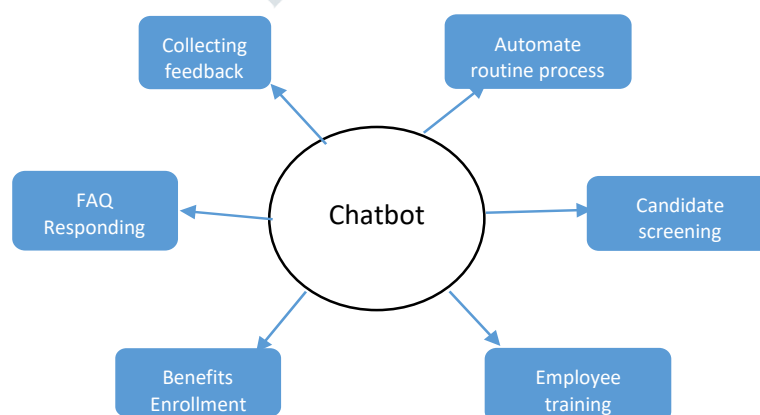 Collecting
feedback
Automate
routine process
FAQ
Responding
Chatbot
Candidate
screening
Benefits
Enrollment
Employee
training